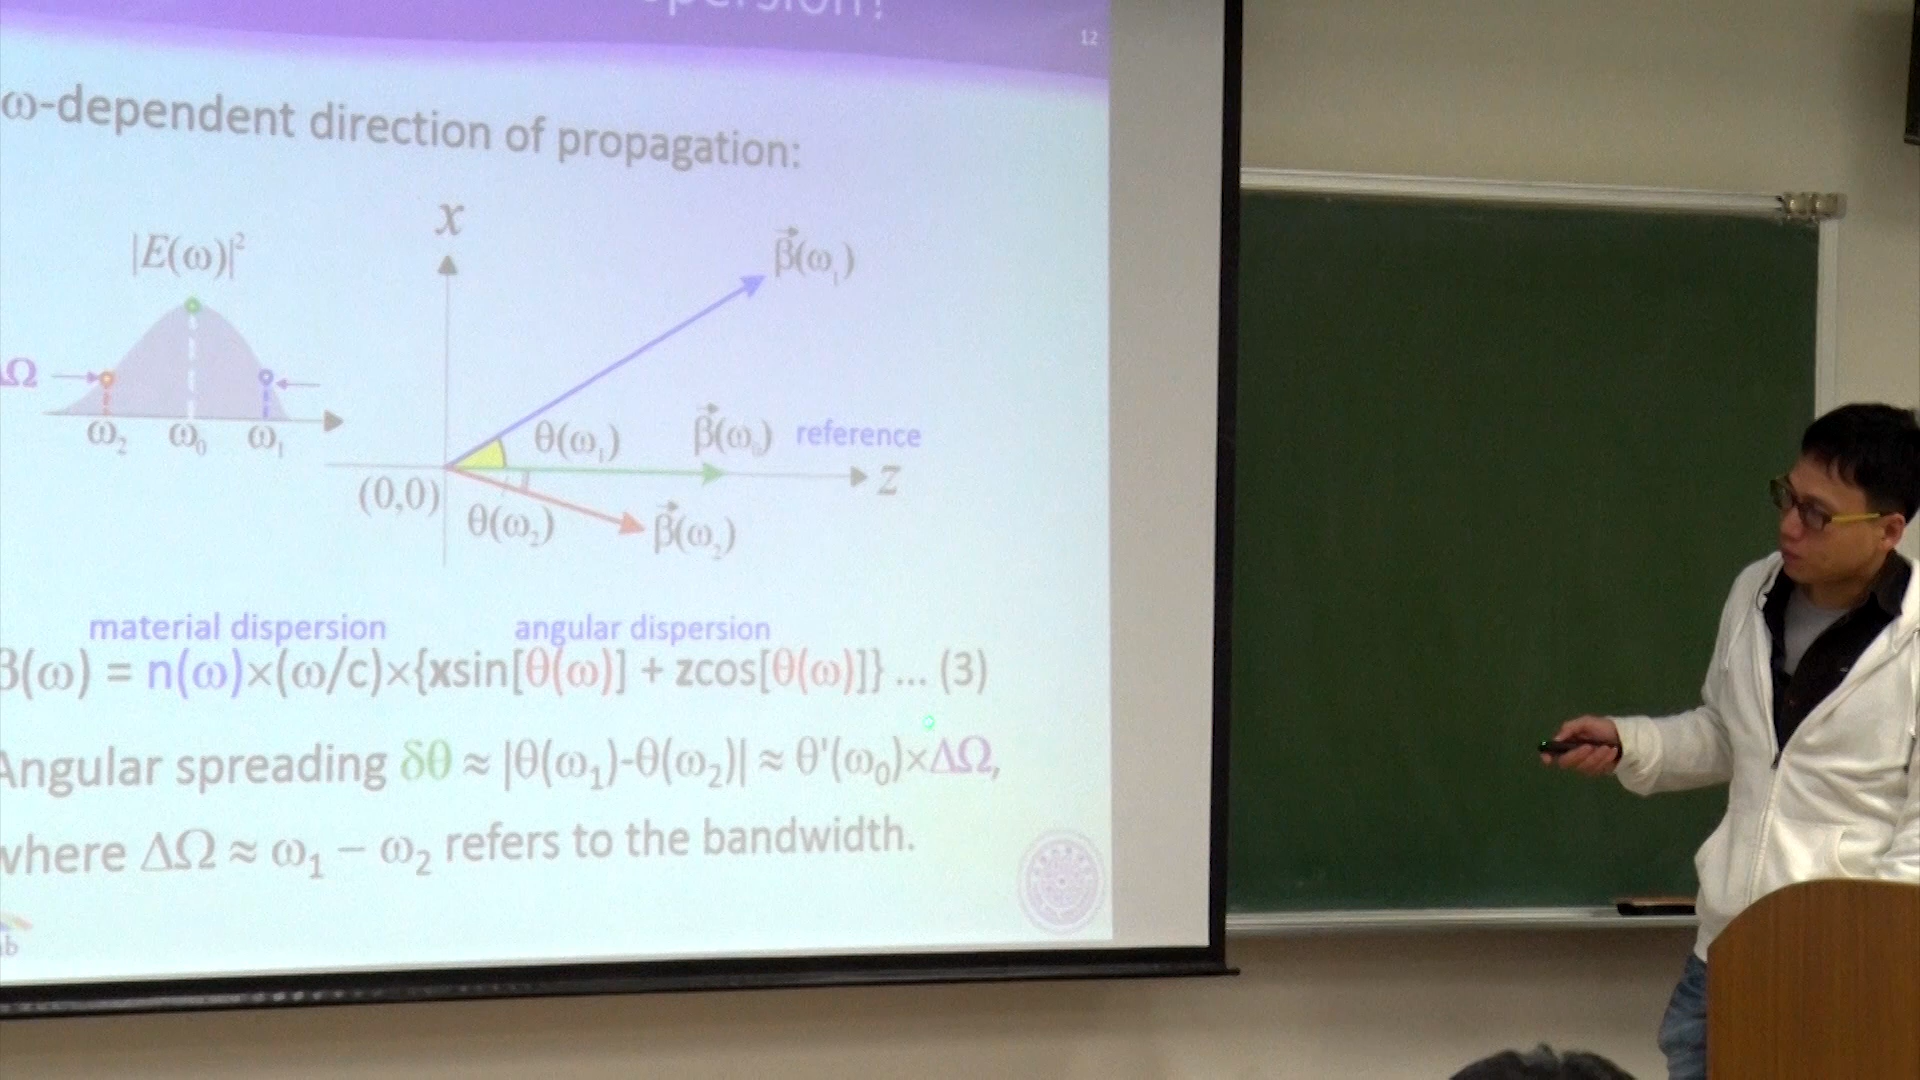 12
ω-dependent direction of propagation:
x
|E(ω)|²
β⃗(ω₁)
ΔΩ
ω₂ ω₀ ω₁
θ(ω₁)
β⃗(ω₀) reference
z
(0,0)
θ(ω₂)
β⃗(ω₂)
material dispersion angular dispersion
β(ω) = n(ω)×(ω/c)×{xsin[θ(ω)] + zcos[θ(ω)]} ... (3)
Angular spreading δθ ≈ |θ(ω₁)-θ(ω₂)| ≈ θ'(ω₀)×ΔΩ,
where ΔΩ ≈ ω₁ − ω₂ refers to the bandwidth.